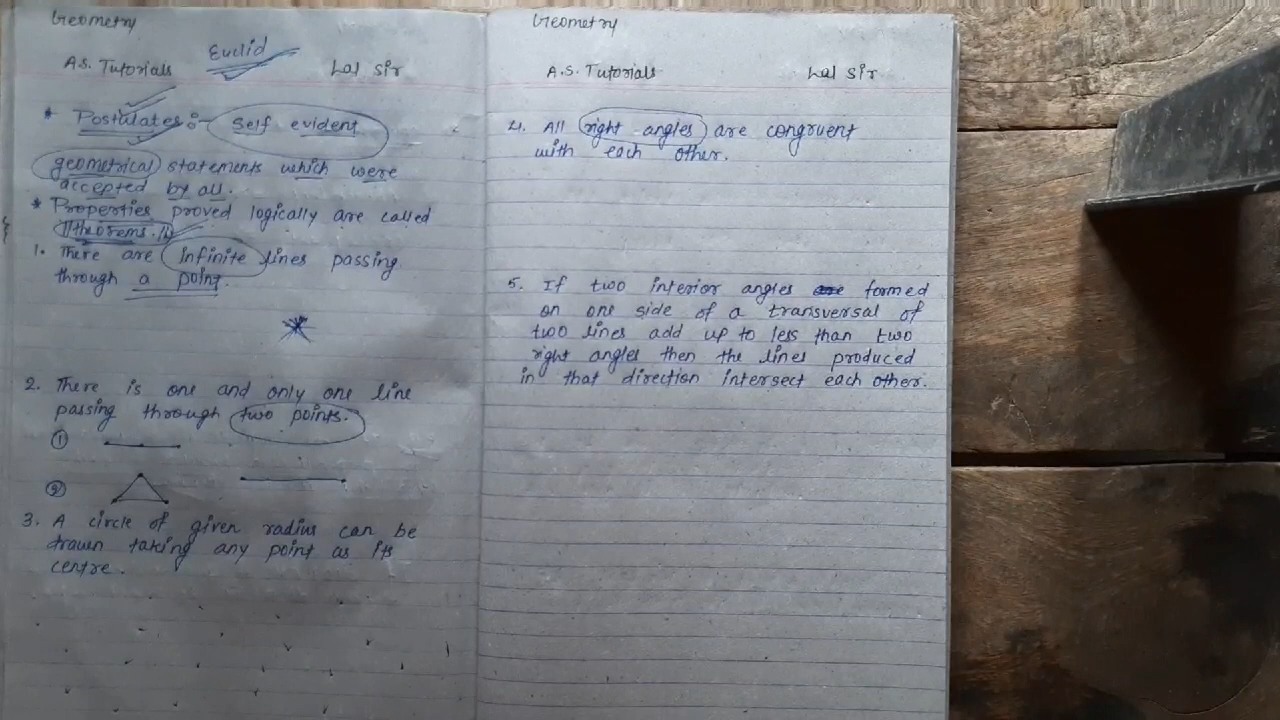 Geometry
A.S. Tutorials Euclid Lal Sir
* Postulates :- Self evident
geometrical statements which were
accepted by all.
* Properties proved logically are called
theorems.
1. There are infinite lines passing
through a point.
2. There is one and only one line
passing through two points.
①
②
3. A circle of given radius can be
drawn taking any point as its
centre.
Geometry
A.S. Tutorials Lal Sir
4. All right angles are congruent
with each other.
5. If two interior angles are formed
on one side of a transversal of
two lines add up to less than two
right angles then the lines produced
in that direction intersect each other.